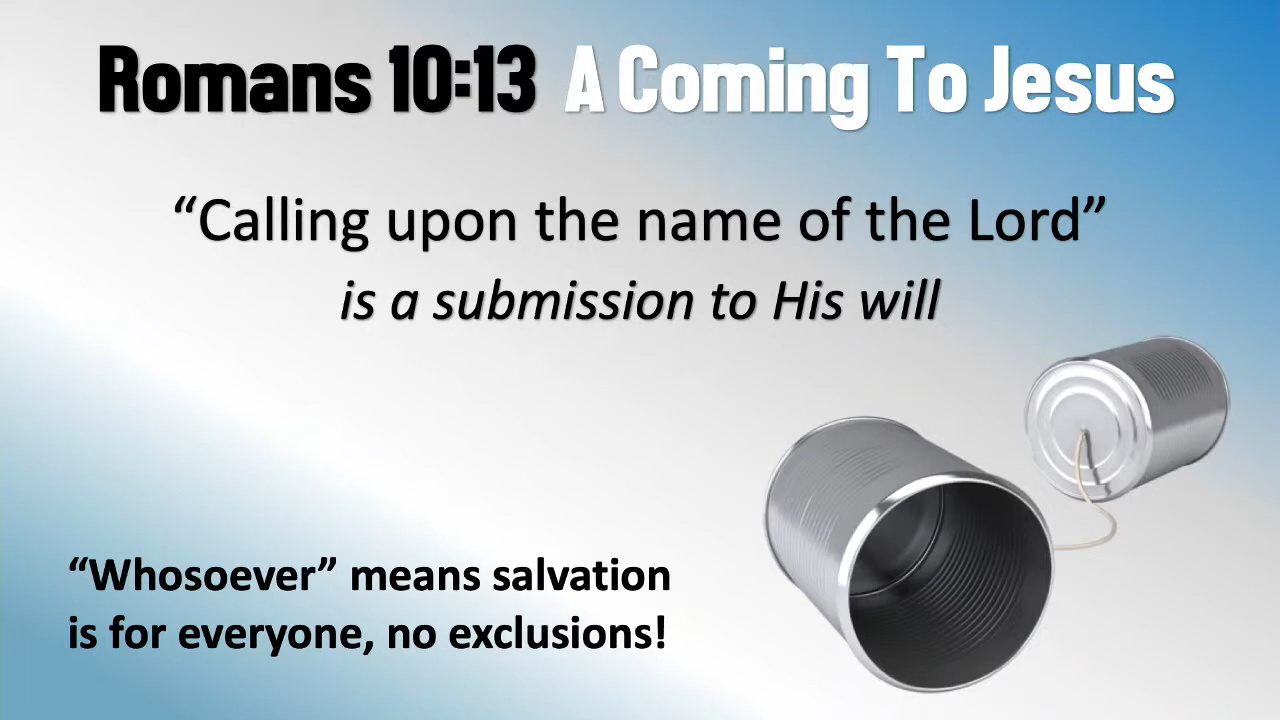 Romans 10:13 A Coming To Jesus
“Calling upon the name of the Lord”
is a submission to His will
“Whosoever” means salvation
is for everyone, no exclusions!